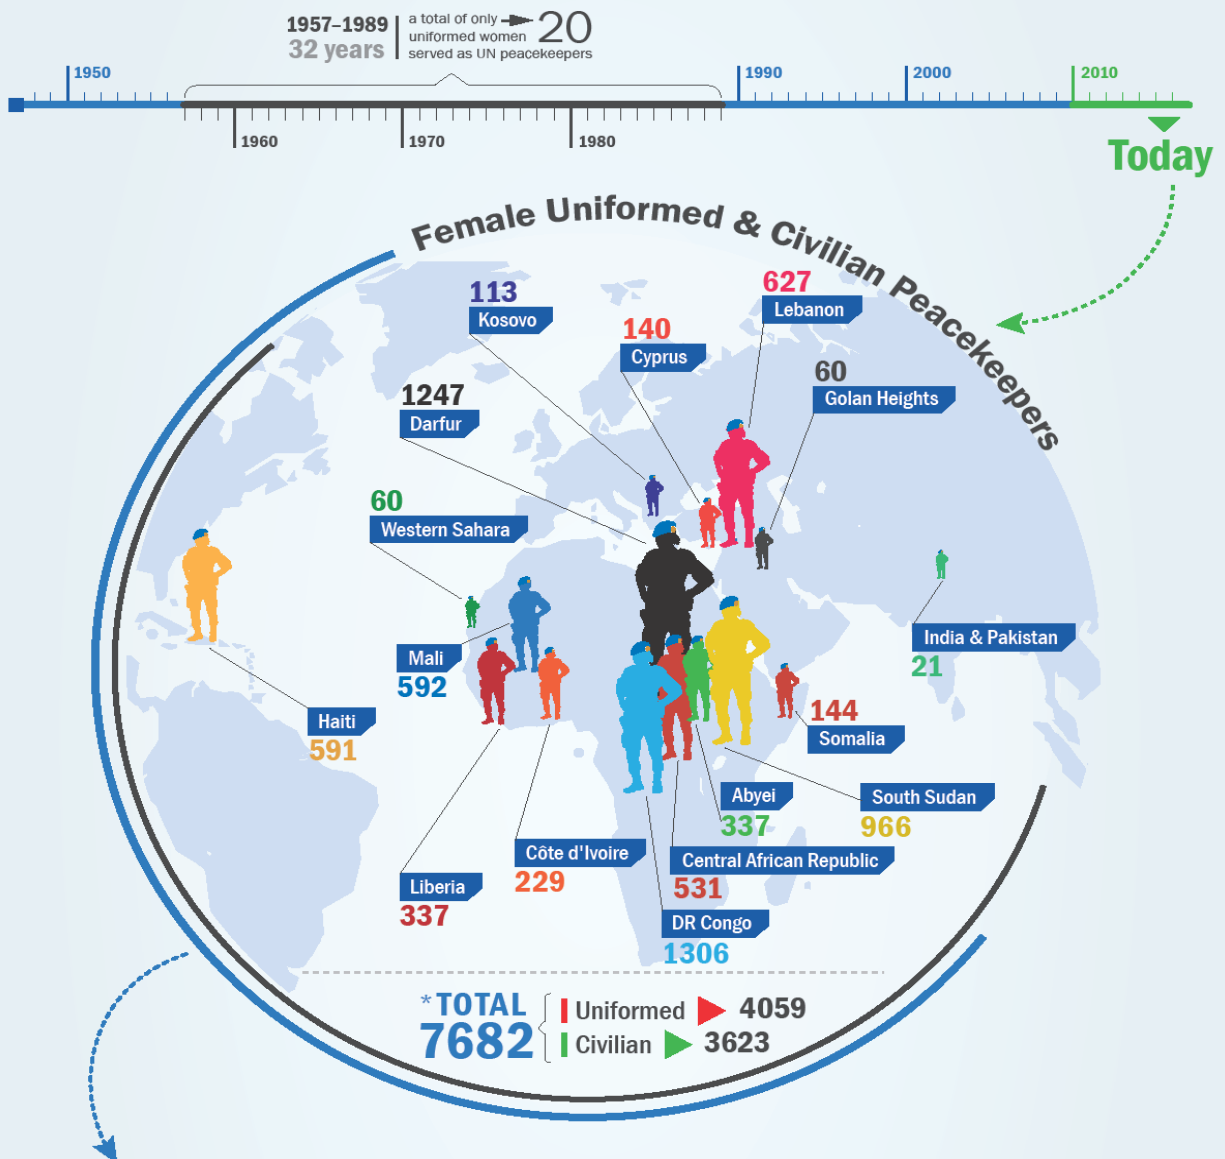 1957–1989
32 years
a total of only 20
uniformed women
served as UN peacekeepers
1950
1990
2000
2010
1960
1970
1980
Today
Female Uniformed & Civilian Peacekeepers
113
Kosovo
140
Cyprus
627
Lebanon
60
Golan Heights
1247
Darfur
60
Western Sahara
Mali
592
Haiti
591
India & Pakistan
21
144
Somalia
Abyei
337
South Sudan
966
Côte d'Ivoire
229
Central African Republic
531
Liberia
337
DR Congo
1306
*TOTAL
7682
Uniformed 4059
Civilian 3623